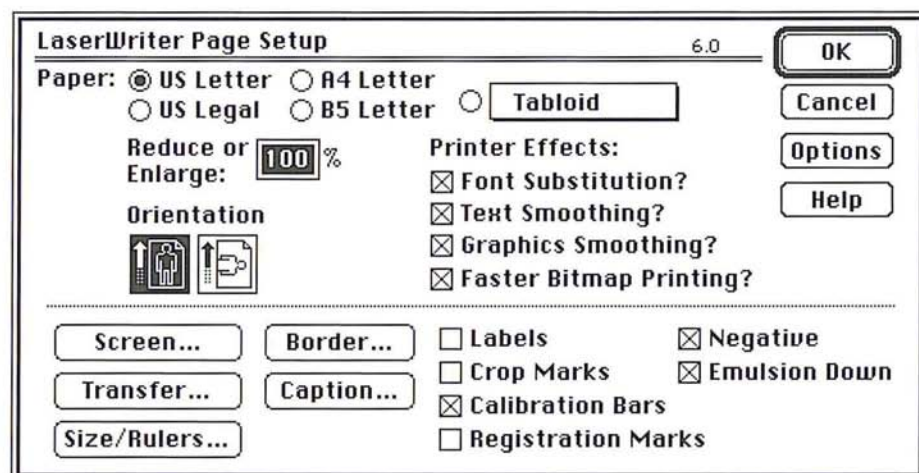 LaserWriter Page Setup 6.0 OK
Paper: US Letter A4 Letter
US Legal B5 Letter Tabloid Cancel
Reduce or Enlarge: 100 %
Printer Effects: Options
Font Substitution? Help
Text Smoothing?
Graphics Smoothing?
Faster Bitmap Printing?
Orientation
Screen... Border... Labels Negative
Transfer... Caption... Crop Marks Emulsion Down
Calibration Bars
Size/Rulers... Registration Marks